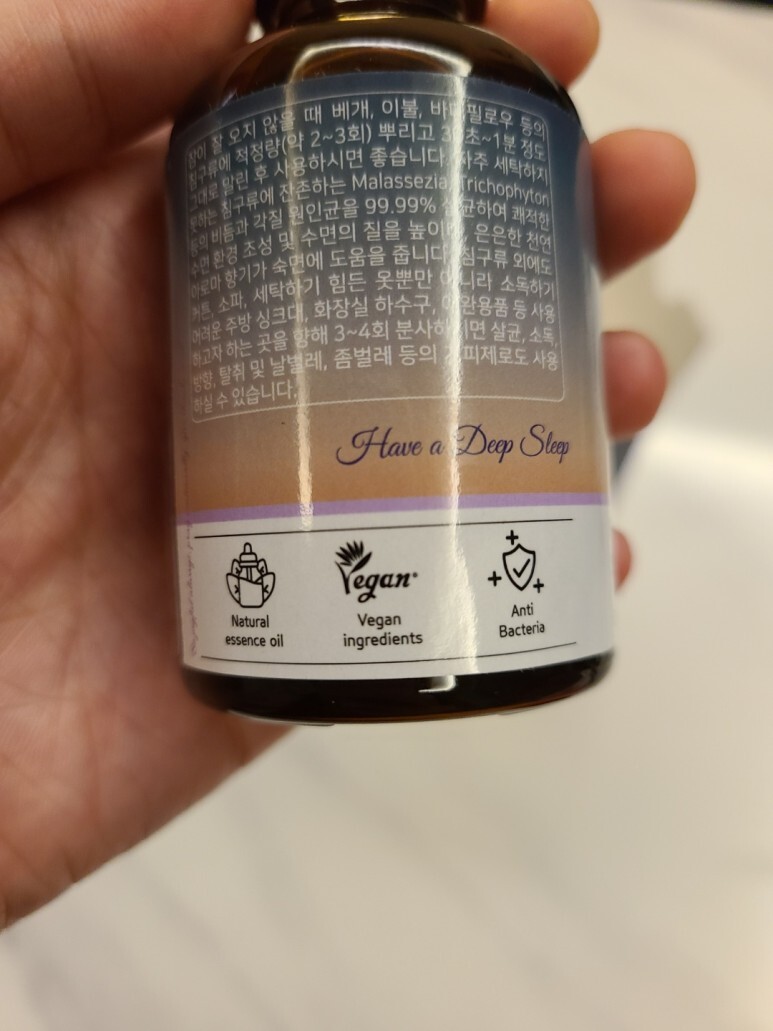 잠이 잘 오지 않을 때 베개, 이불, 바디필로우 등의
침구류에 적정량(약 2~3회) 뿌리고 30초~1분 정도
그대로 말린 후 사용하시면 좋습니다. 자주 세탁하지
못하는 침구류에 잔존하는 Malassezia, Trichophyton
등의 비듬과 각질 원인균을 99.99% 살균하여 쾌적한
수면 환경 조성 및 수면의 질을 높이며, 은은한 천연
아로마 향기가 숙면에 도움을 줍니다. 침구류 외에도
커튼, 소파, 세탁하기 힘든 옷뿐만 아니라 소독하기
어려운 주방 싱크대, 화장실 하수구, 애완용품 등 사용
하고자 하는 곳을 향해 3~4회 분사하시면 살균, 소독,
방향, 탈취 및 날벌레, 좀벌레 등의 기피제로도 사용
하실 수 있습니다.
Have a Deep Sleep
Vegan
Natural
essence oil
Vegan
ingredients
Anti
Bacteria